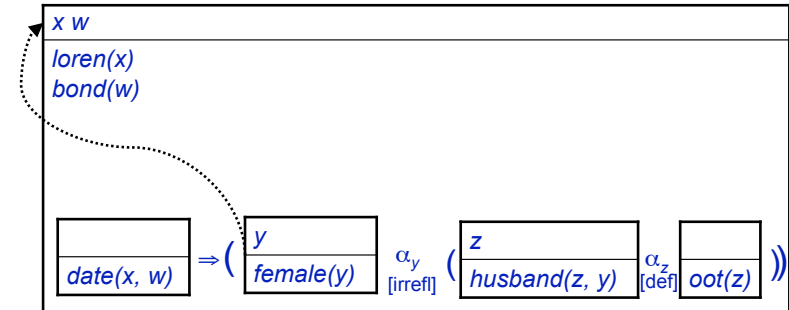 x w
loren(x)
bond(w)
date(x, w) ⇒ ( y female(y) αy [irrefl] ( z husband(z, y) αz [def] oot(z) ))